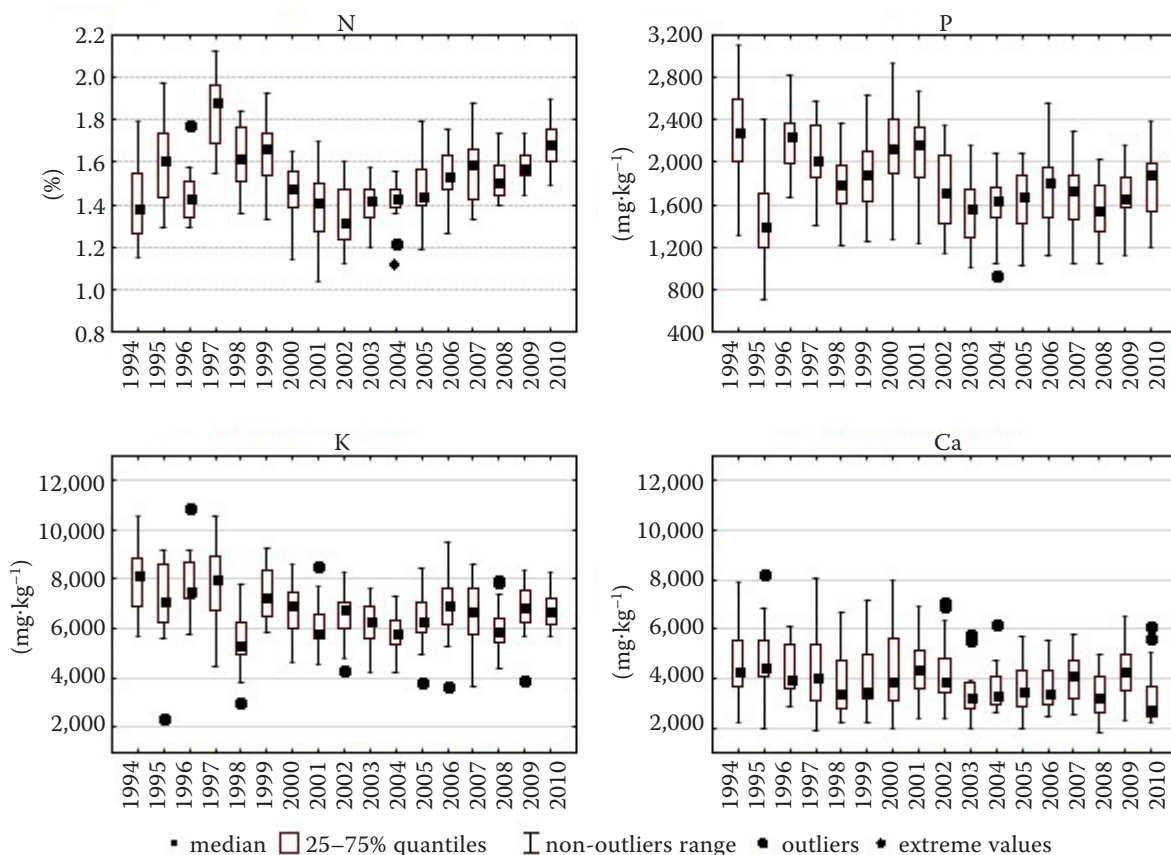 N
2.2
2.0
1.8
1.6
1.4
1.2
1.0
0.8
(%)
1994 1995 1996 1997 1998 1999 2000 2001 2002 2003 2004 2005 2006 2007 2008 2009 2010
P
3,200
2,800
2,400
2,000
1,600
1,200
800
400
(mg·kg⁻¹)
1994 1995 1996 1997 1998 1999 2000 2001 2002 2003 2004 2005 2006 2007 2008 2009 2010
K
12,000
10,000
8,000
6,000
4,000
2,000
(mg·kg⁻¹)
1994 1995 1996 1997 1998 1999 2000 2001 2002 2003 2004 2005 2006 2007 2008 2009 2010
Ca
12,000
10,000
8,000
6,000
4,000
2,000
(mg·kg⁻¹)
1994 1995 1996 1997 1998 1999 2000 2001 2002 2003 2004 2005 2006 2007 2008 2009 2010
median 25–75% quantiles non-outliers range outliers extreme values